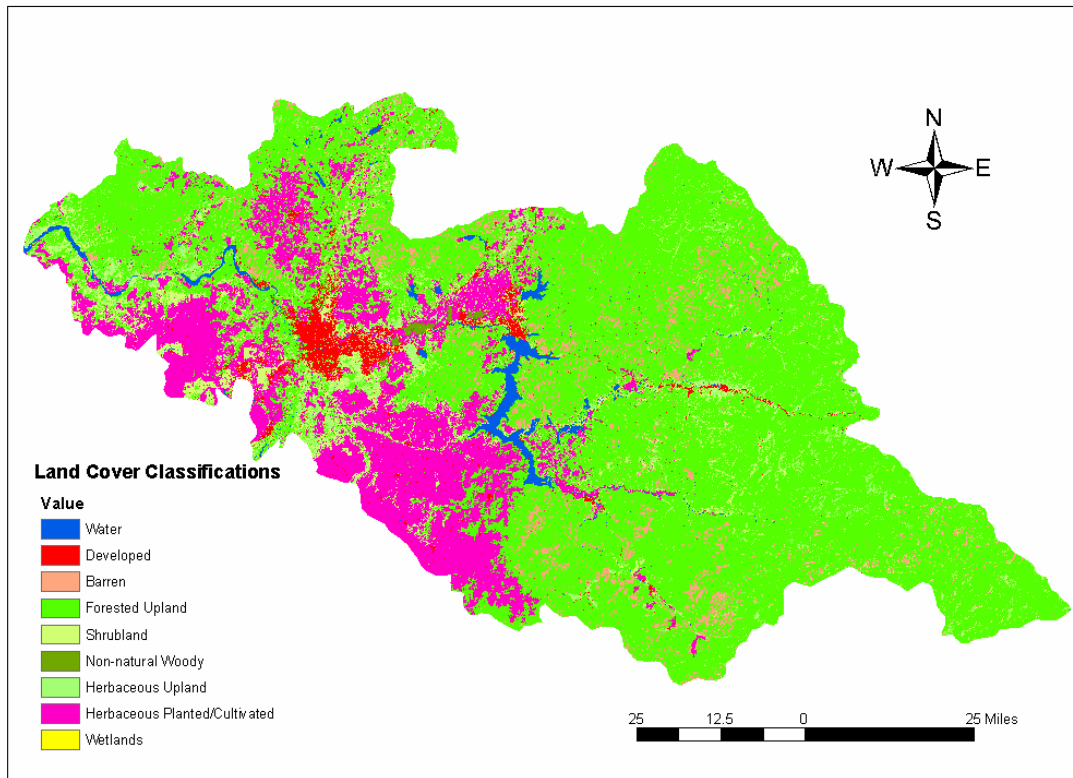 N
W E
S
Land Cover Classifications
Value
Water
Developed
Barren
Forested Upland
Shrubland
Non-natural Woody
Herbaceous Upland
Herbaceous Planted/Cultivated
Wetlands
25 12.5 0 25 Miles